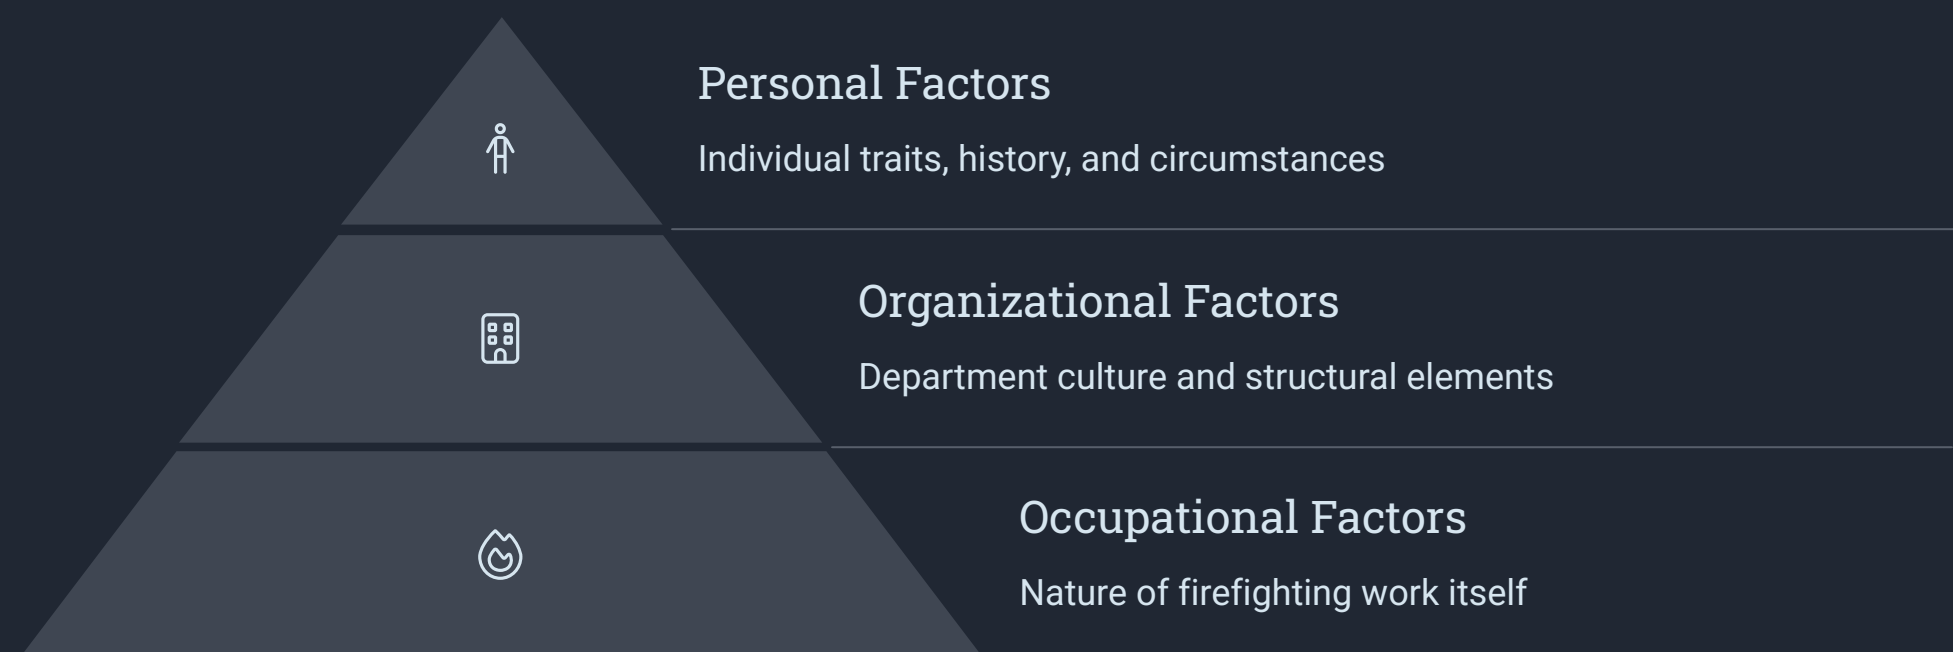 Personal Factors
Individual traits, history, and circumstances
Organizational Factors
Department culture and structural elements
Occupational Factors
Nature of firefighting work itself